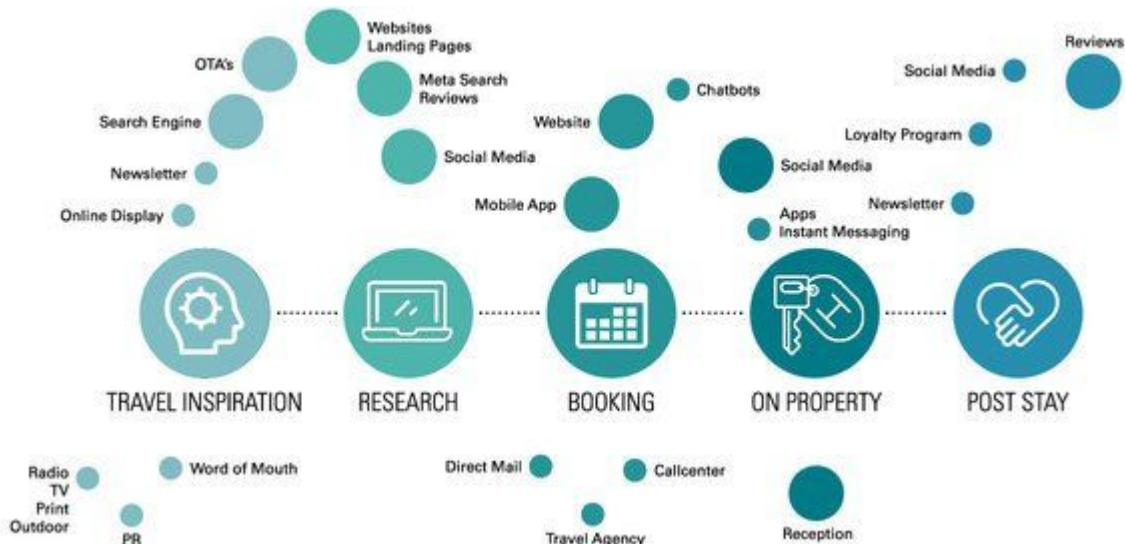 Websites
Landing Pages
OTA's
Meta Search
Reviews
Search Engine
Social Media
Newsletter
Online Display
Chatbots
Website
Mobile App
Social Media
Apps
Instant Messaging
Reviews
Social Media
Loyalty Program
Newsletter
H
TRAVEL INSPIRATION
RESEARCH
BOOKING
ON PROPERTY
POST STAY
Radio
TV
Print
Outdoor
Word of Mouth
PR
Direct Mail
Callcenter
Travel Agency
Reception